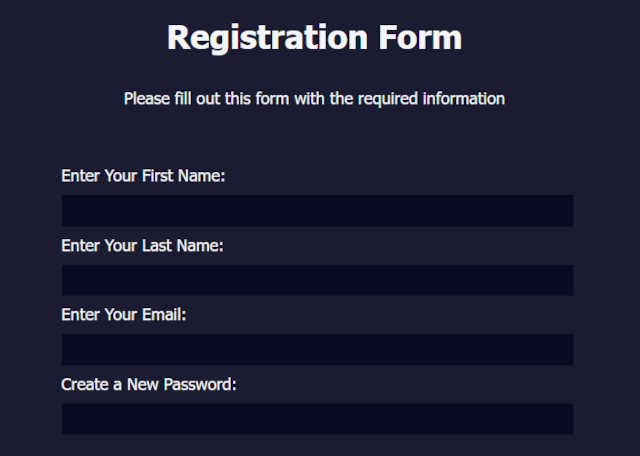 Registration Form
Please fill out this form with the required information
Enter Your First Name:
Enter Your Last Name:
Enter Your Email:
Create a New Password: